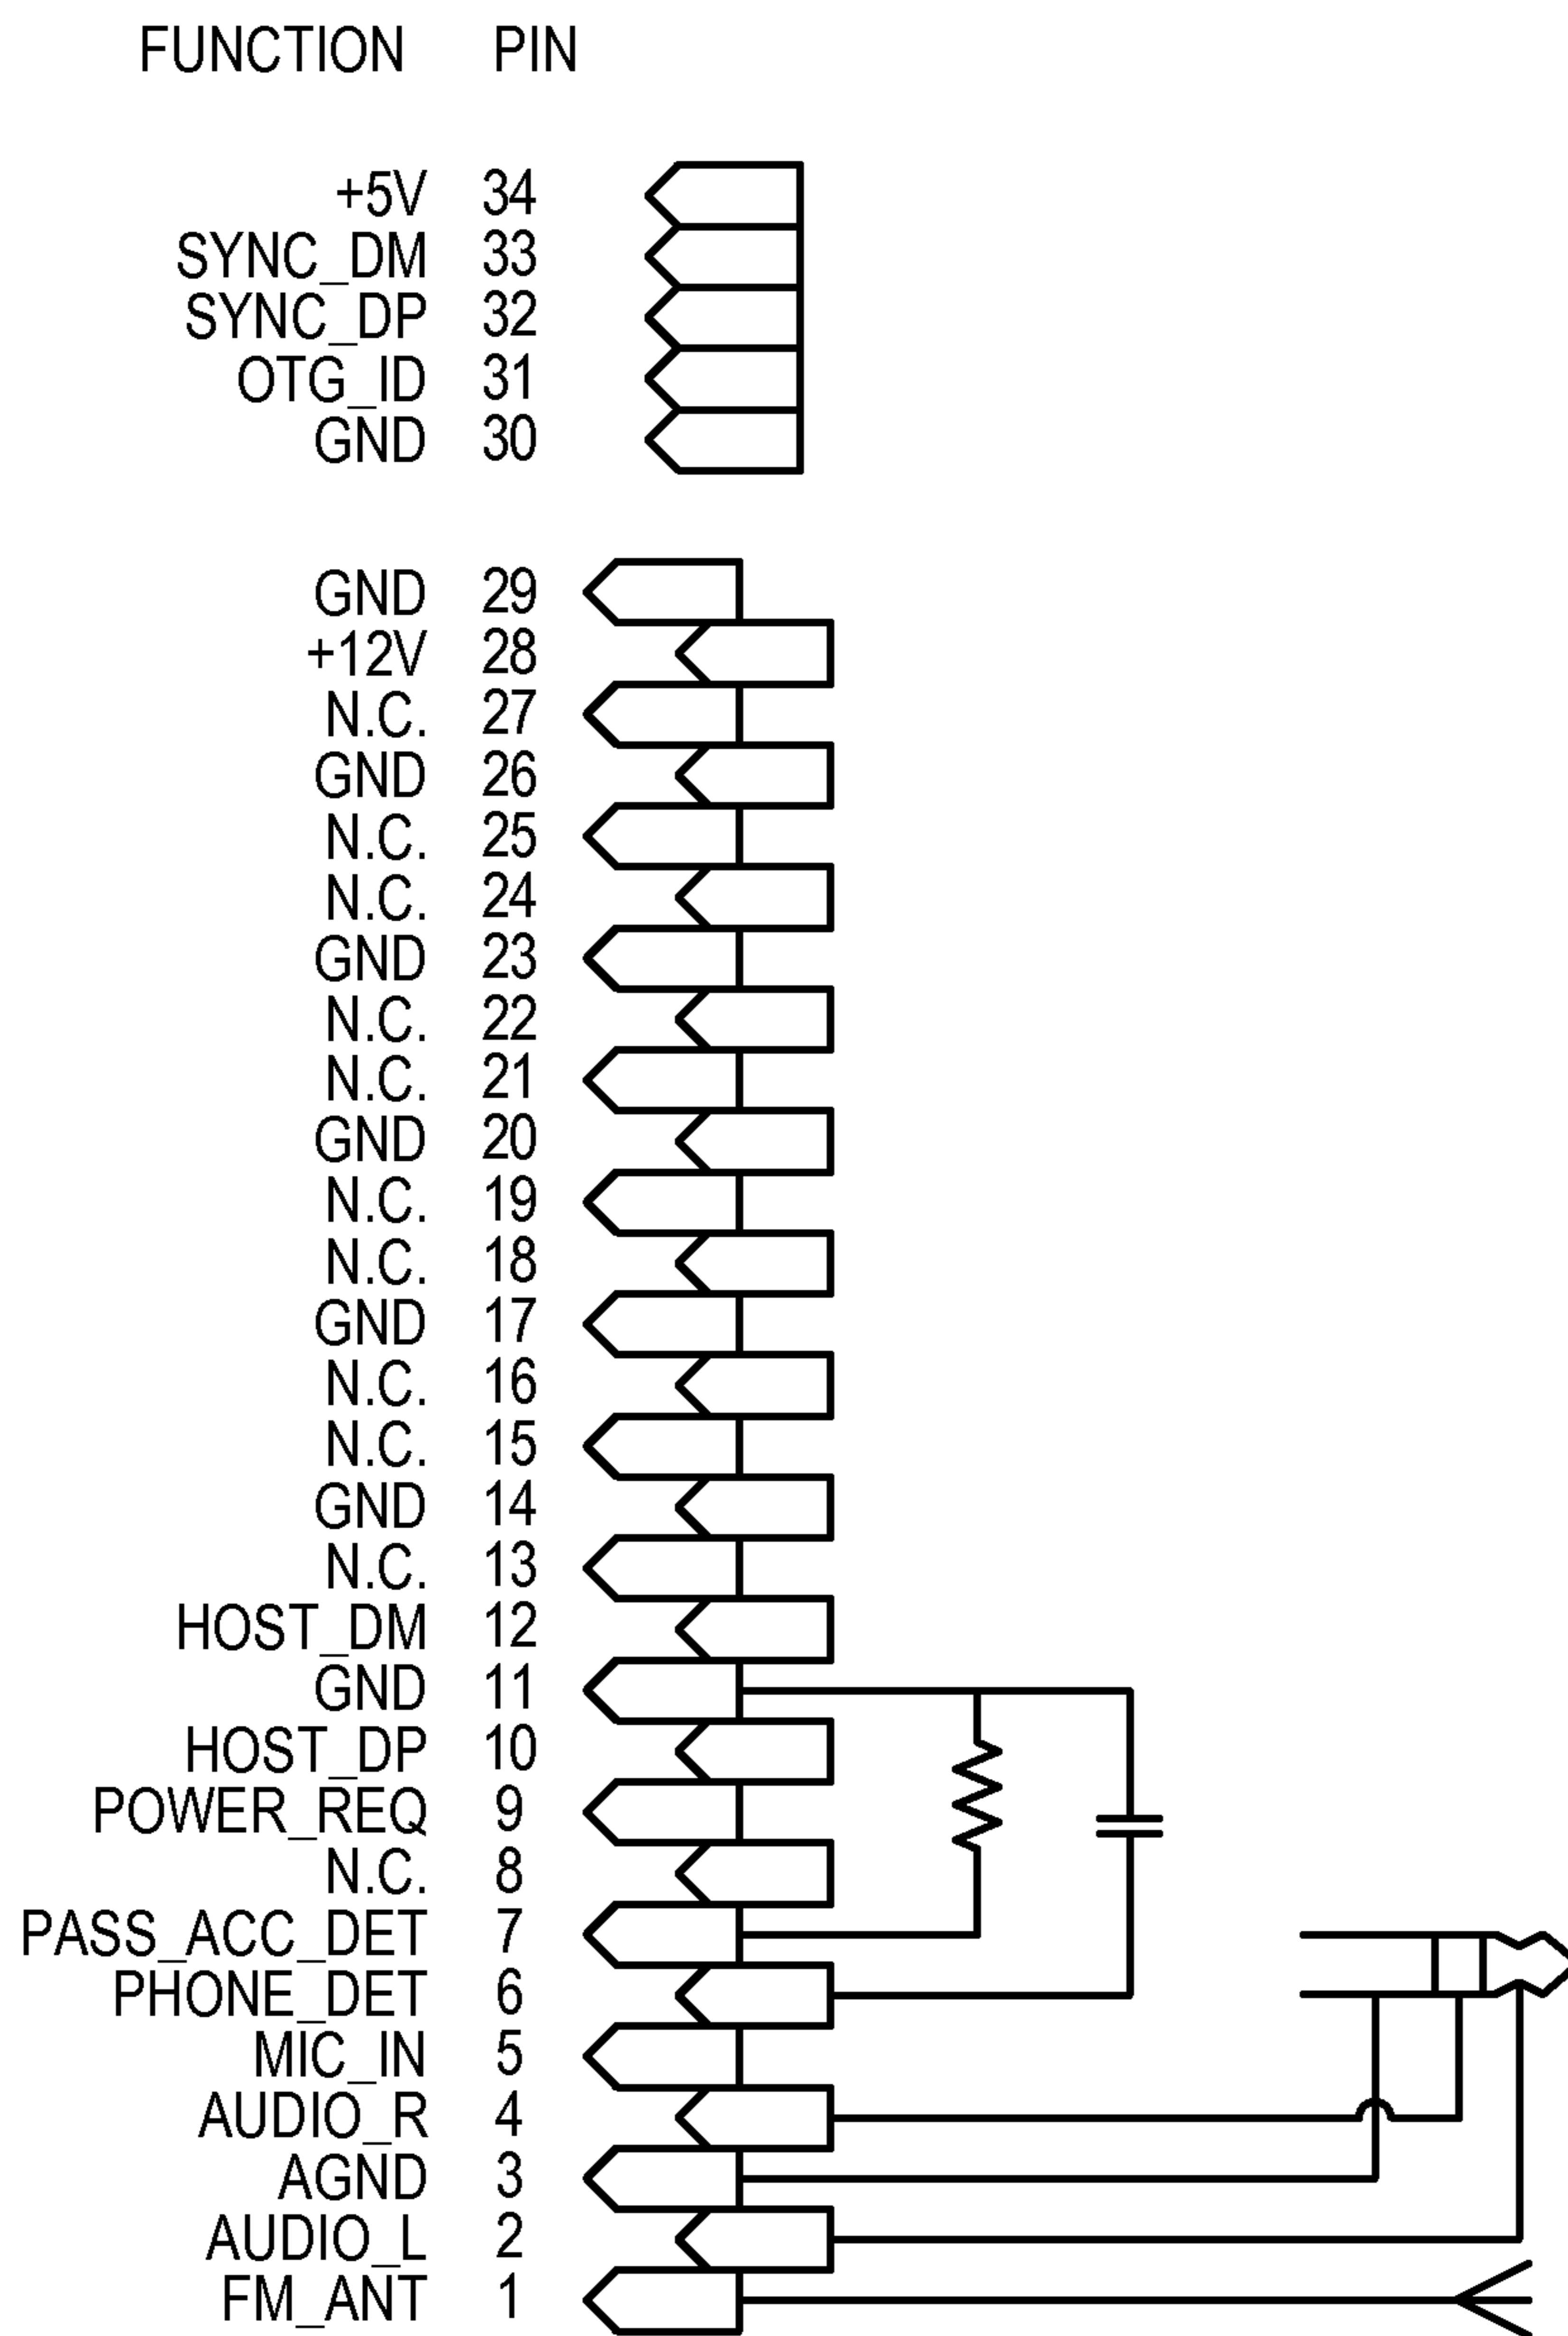 FUNCTION PIN
+5V 34
SYNC_DM 33
SYNC_DP 32
OTG_ID 31
GND 30
GND 29
+12V 28
N.C. 27
GND 26
N.C. 25
N.C. 24
GND 23
N.C. 22
N.C. 21
GND 20
N.C. 19
N.C. 18
GND 17
N.C. 16
N.C. 15
GND 14
N.C. 13
HOST_DM 12
GND 11
HOST_DP 10
POWER_REQ 9
N.C. 8
PASS_ACC_DET 7
PHONE_DET 6
MIC_IN 5
AUDIO_R 4
AGND 3
AUDIO_L 2
FM_ANT 1